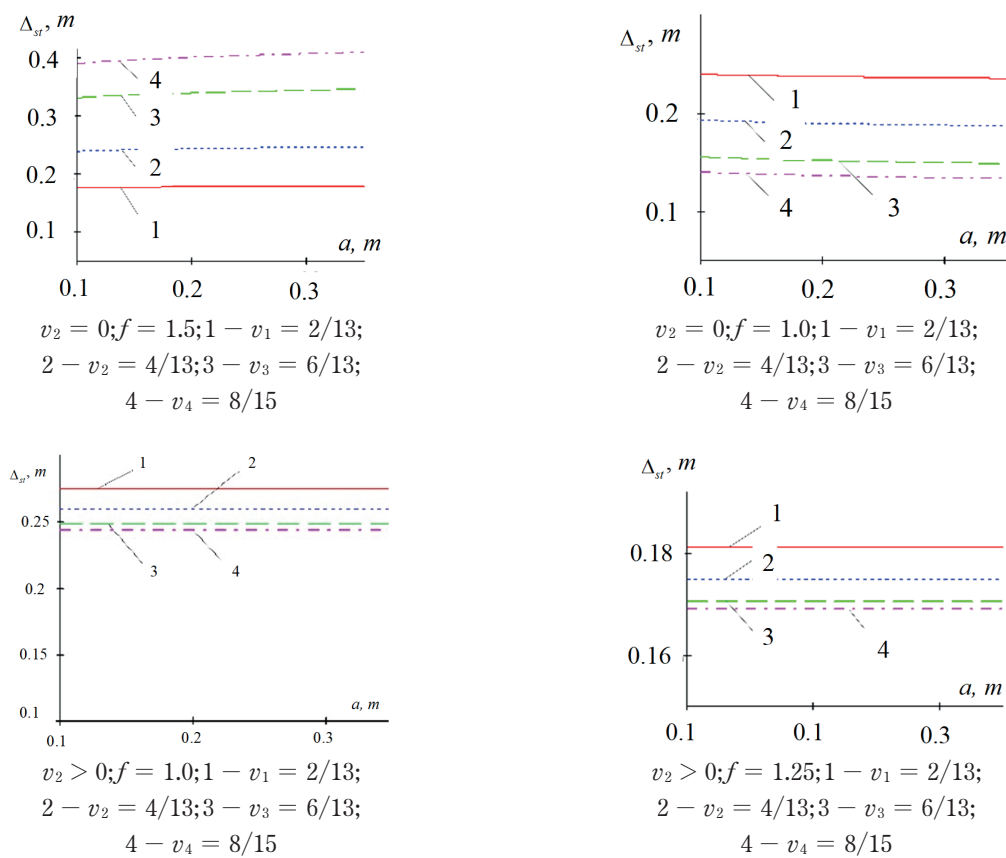 Δst, m
0.4
0.3
0.2
0.1
4
3
2
1
a, m
0.1
0.2
0.3
v₂ = 0;f = 1.5;1 − v₁ = 2/13;
2 − v₂ = 4/13;3 − v₃ = 6/13;
4 − v₄ = 8/15
Δst, m
0.2
0.1
1
2
3
4
a, m
0.1
0.2
0.3
v₂ = 0;f = 1.0;1 − v₁ = 2/13;
2 − v₂ = 4/13;3 − v₃ = 6/13;
4 − v₄ = 8/15
Δst, m
0.25
0.2
0.15
0.1
1
2
3
4
a, m
0.1
0.2
0.3
v₂ > 0;f = 1.0;1 − v₁ = 2/13;
2 − v₂ = 4/13;3 − v₃ = 6/13;
4 − v₄ = 8/15
Δst, m
0.18
0.16
1
2
3
4
a, m
0.1
0.1
0.3
v₂ > 0;f = 1.25;1 − v₁ = 2/13;
2 − v₂ = 4/13;3 − v₃ = 6/13;
4 − v₄ = 8/15